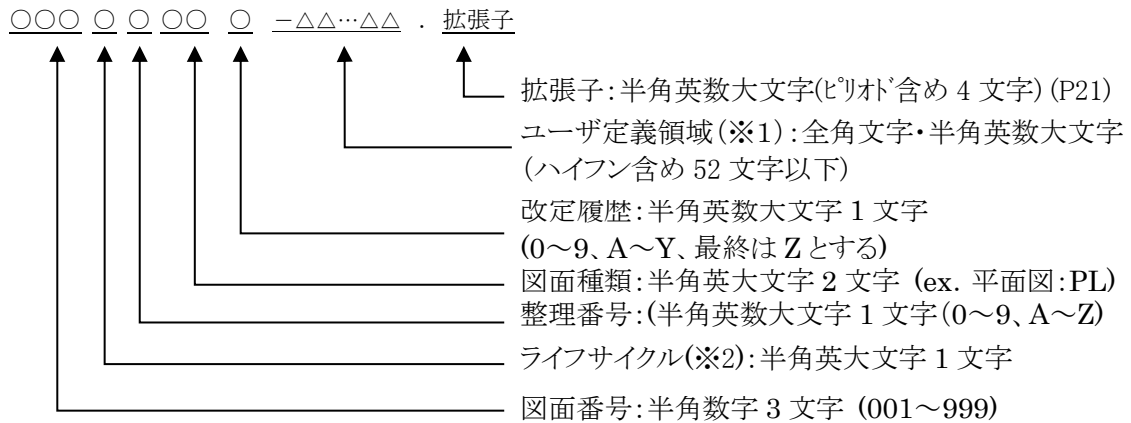 ○○○ ○ ○ ○○ ○ －△△…△△ . 拡張子
拡張子：半角英数大文字(ﾋﾟﾘｵﾄﾞ含め 4 文字) (P21)
ユーザ定義領域(※1)：全角文字・半角英数大文字
(ハイフン含め 52 文字以下)
改定履歴：半角英数大文字 1 文字
(0～9、A～Y、最終は Z とする)
図面種類：半角英大文字 2 文字 (ex. 平面図：PL)
整理番号：(半角英数大文字 1 文字(0～9、A～Z)
ライフサイクル(※2)：半角英大文字 1 文字
図面番号：半角数字 3 文字 (001～999)